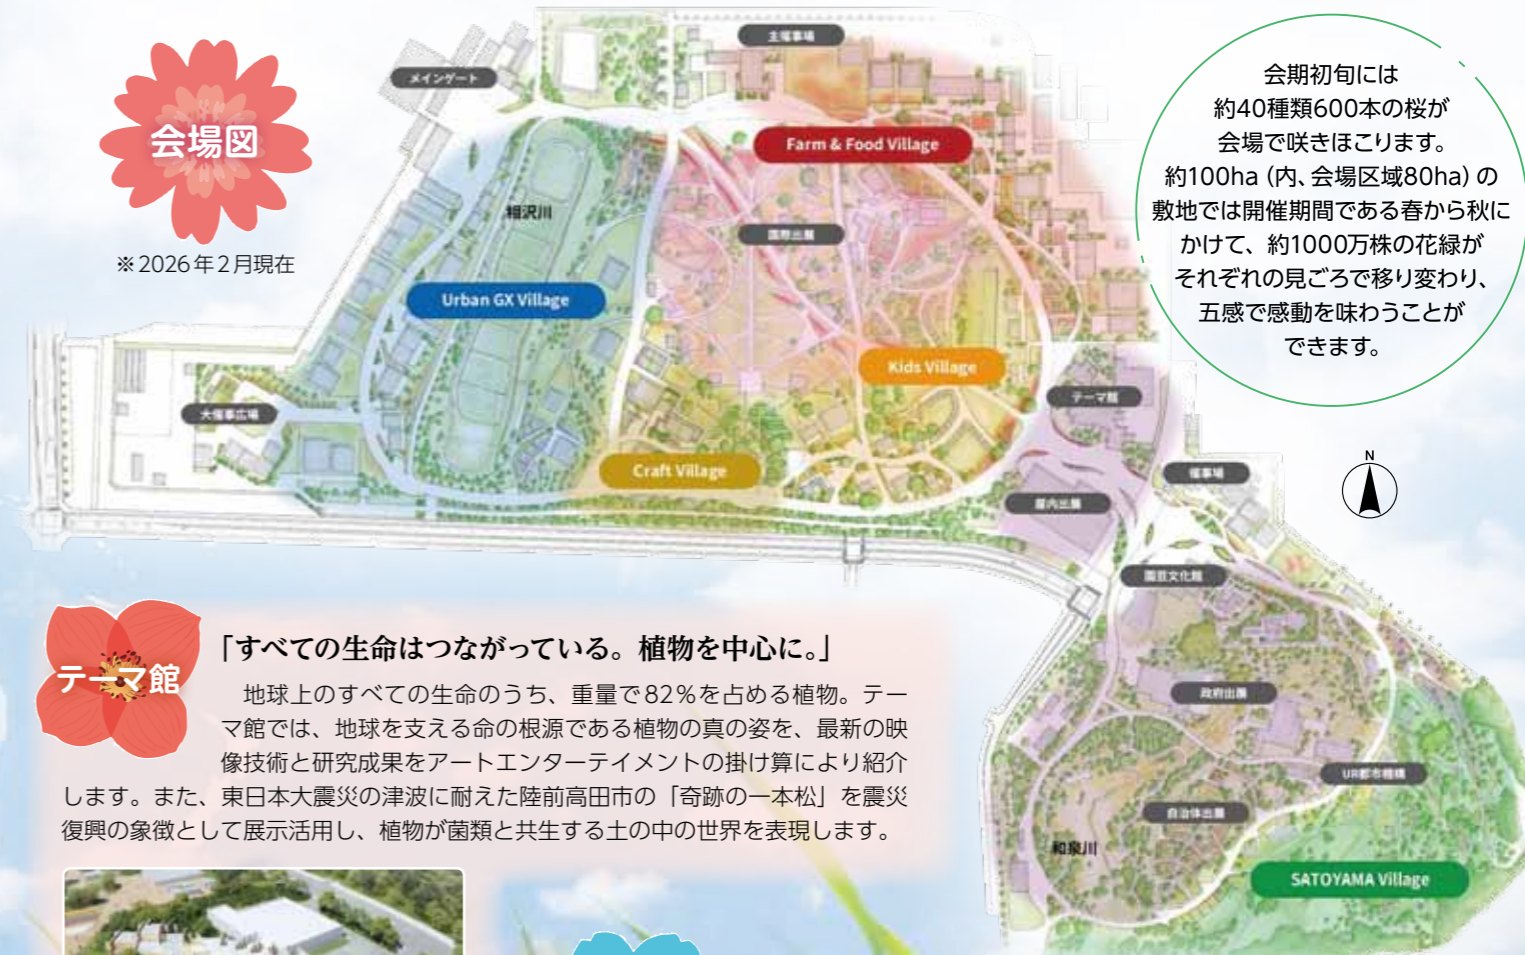 会場図
※2026年2月現在
メインゲート
主催事場
Farm & Food Village
相沢川
国際出展
Urban GX Village
Kids Village
大催事広場
テーマ館
Craft Village
催事場
屋内出展
N
園芸文化館
政府出展
UR都市機構
自治体出展
和泉川
SATOYAMA Village
会期初旬には
約40種類600本の桜が
会場で咲きほこります。
約100ha（内、会場区域80ha）の
敷地では開催期間である春から秋に
かけて、約1000万株の花緑が
それぞれの見ごろで移り変わり、
五感で感動を味わうことが
できます。
テーマ館
「すべての生命はつながっている。植物を中心に。」
地球上のすべての生命のうち、重量で82％を占める植物。テー
マ館では、地球を支える命の根源である植物の真の姿を、最新の映
像技術と研究成果をアートエンターテイメントの掛け算により紹介
します。また、東日本大震災の津波に耐えた陸前高田市の「奇跡の一本松」を震災
復興の象徴として展示活用し、植物が菌類と共生する土の中の世界を表現します。